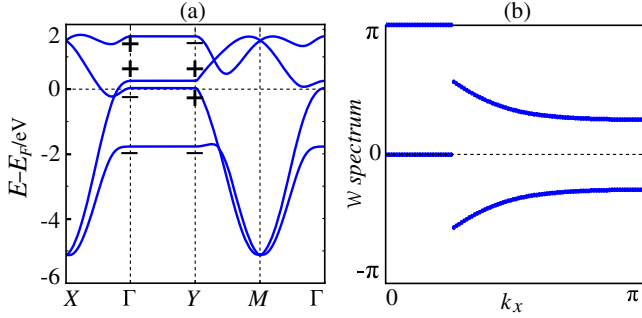 (a)
(b)
E–E_F/eV
2
0
-2
-4
-6
+ −
+ +
− +
− −
X Γ Y M Γ
W spectrum
π
0
-π
0 k_x π